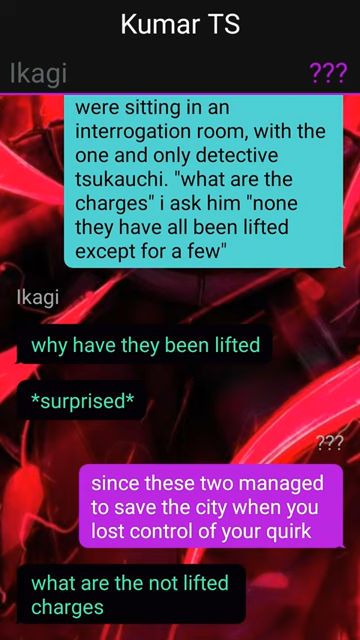 Kumar TS
Ikagi
???
were sitting in an
interrogation room, with the
one and only detective
tsukauchi. "what are the
charges" i ask him "none
they have all been lifted
except for a few"
Ikagi
why have they been lifted
*surprised*
???
since these two managed
to save the city when you
lost control of your quirk
what are the not lifted
charges